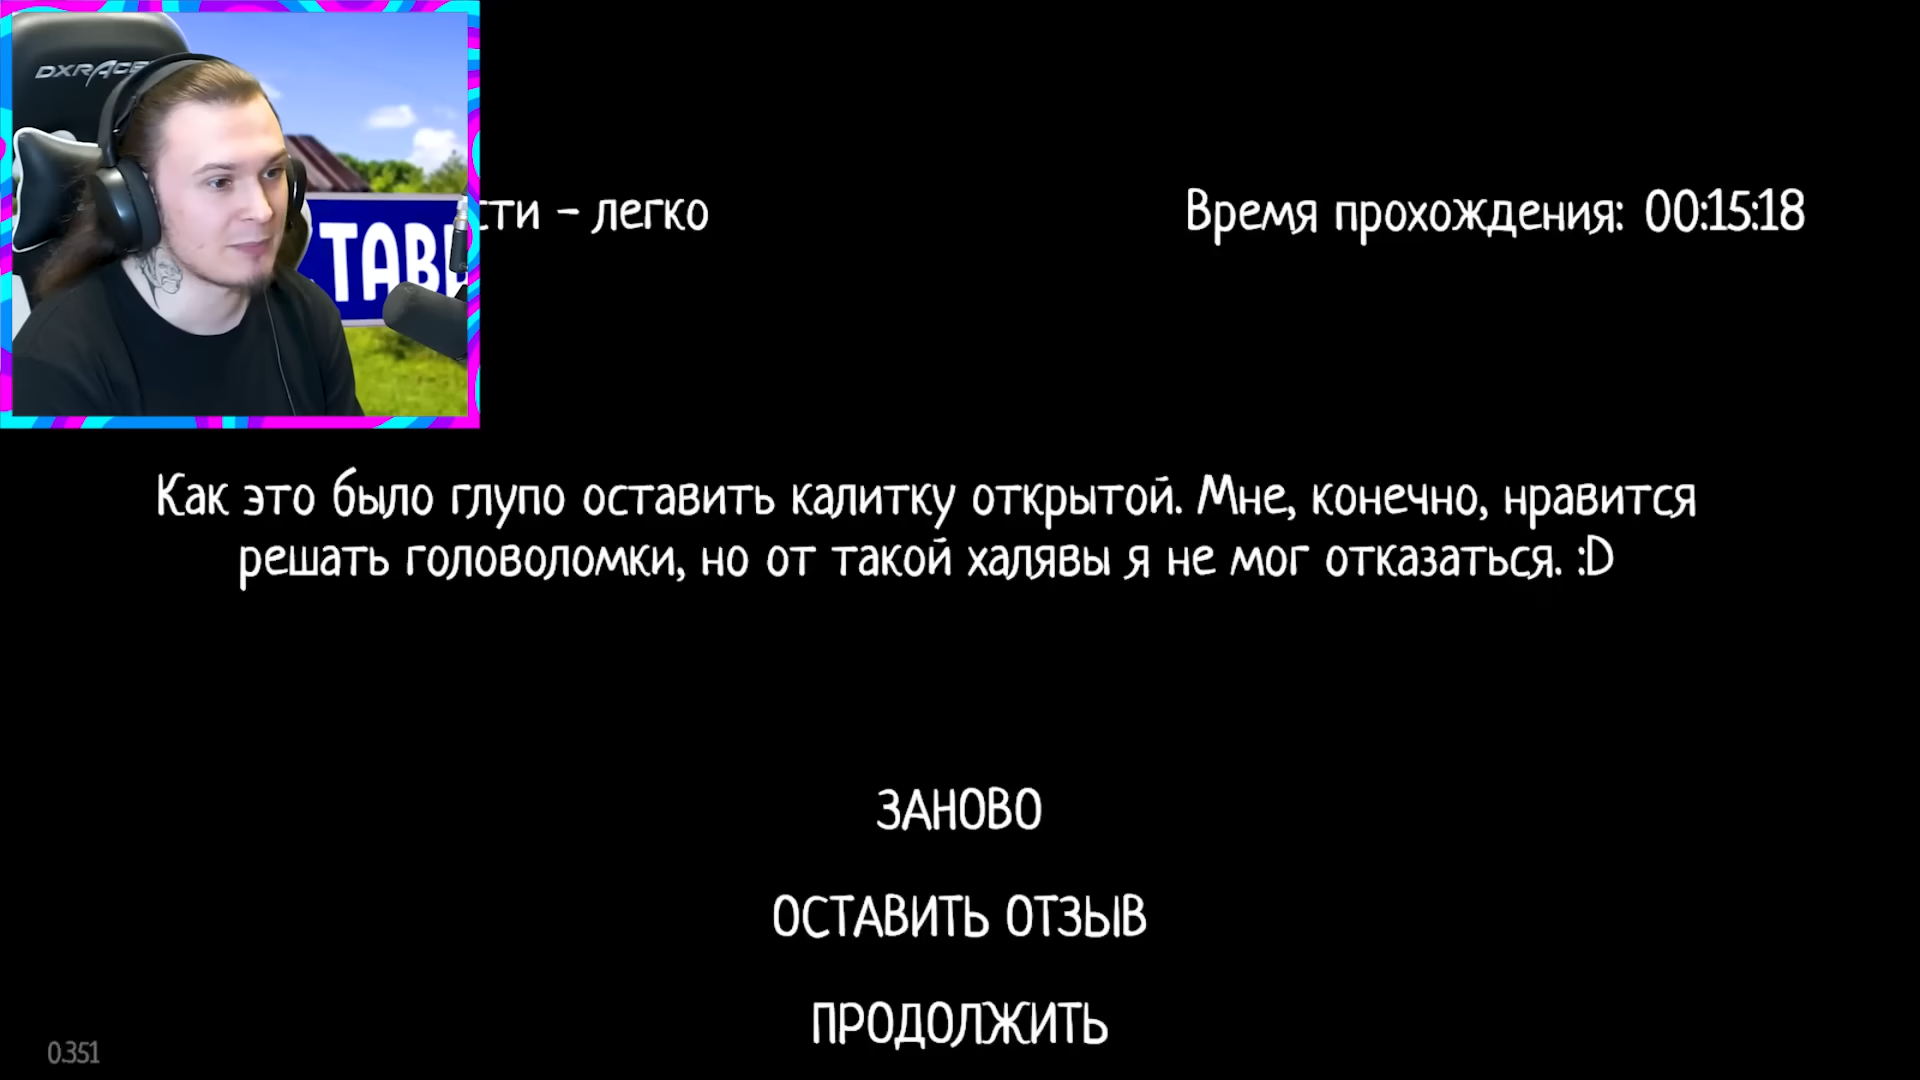 DXRACE
ТАВ
сти - легко
Время прохождения: 00:15:18
Как это было глупо оставить калитку открытой. Мне, конечно, нравится
решать головоломки, но от такой халявы я не мог отказаться. :D
ЗАНОВО
ОСТАВИТЬ ОТЗЫВ
ПРОДОЛЖИТЬ
0.351